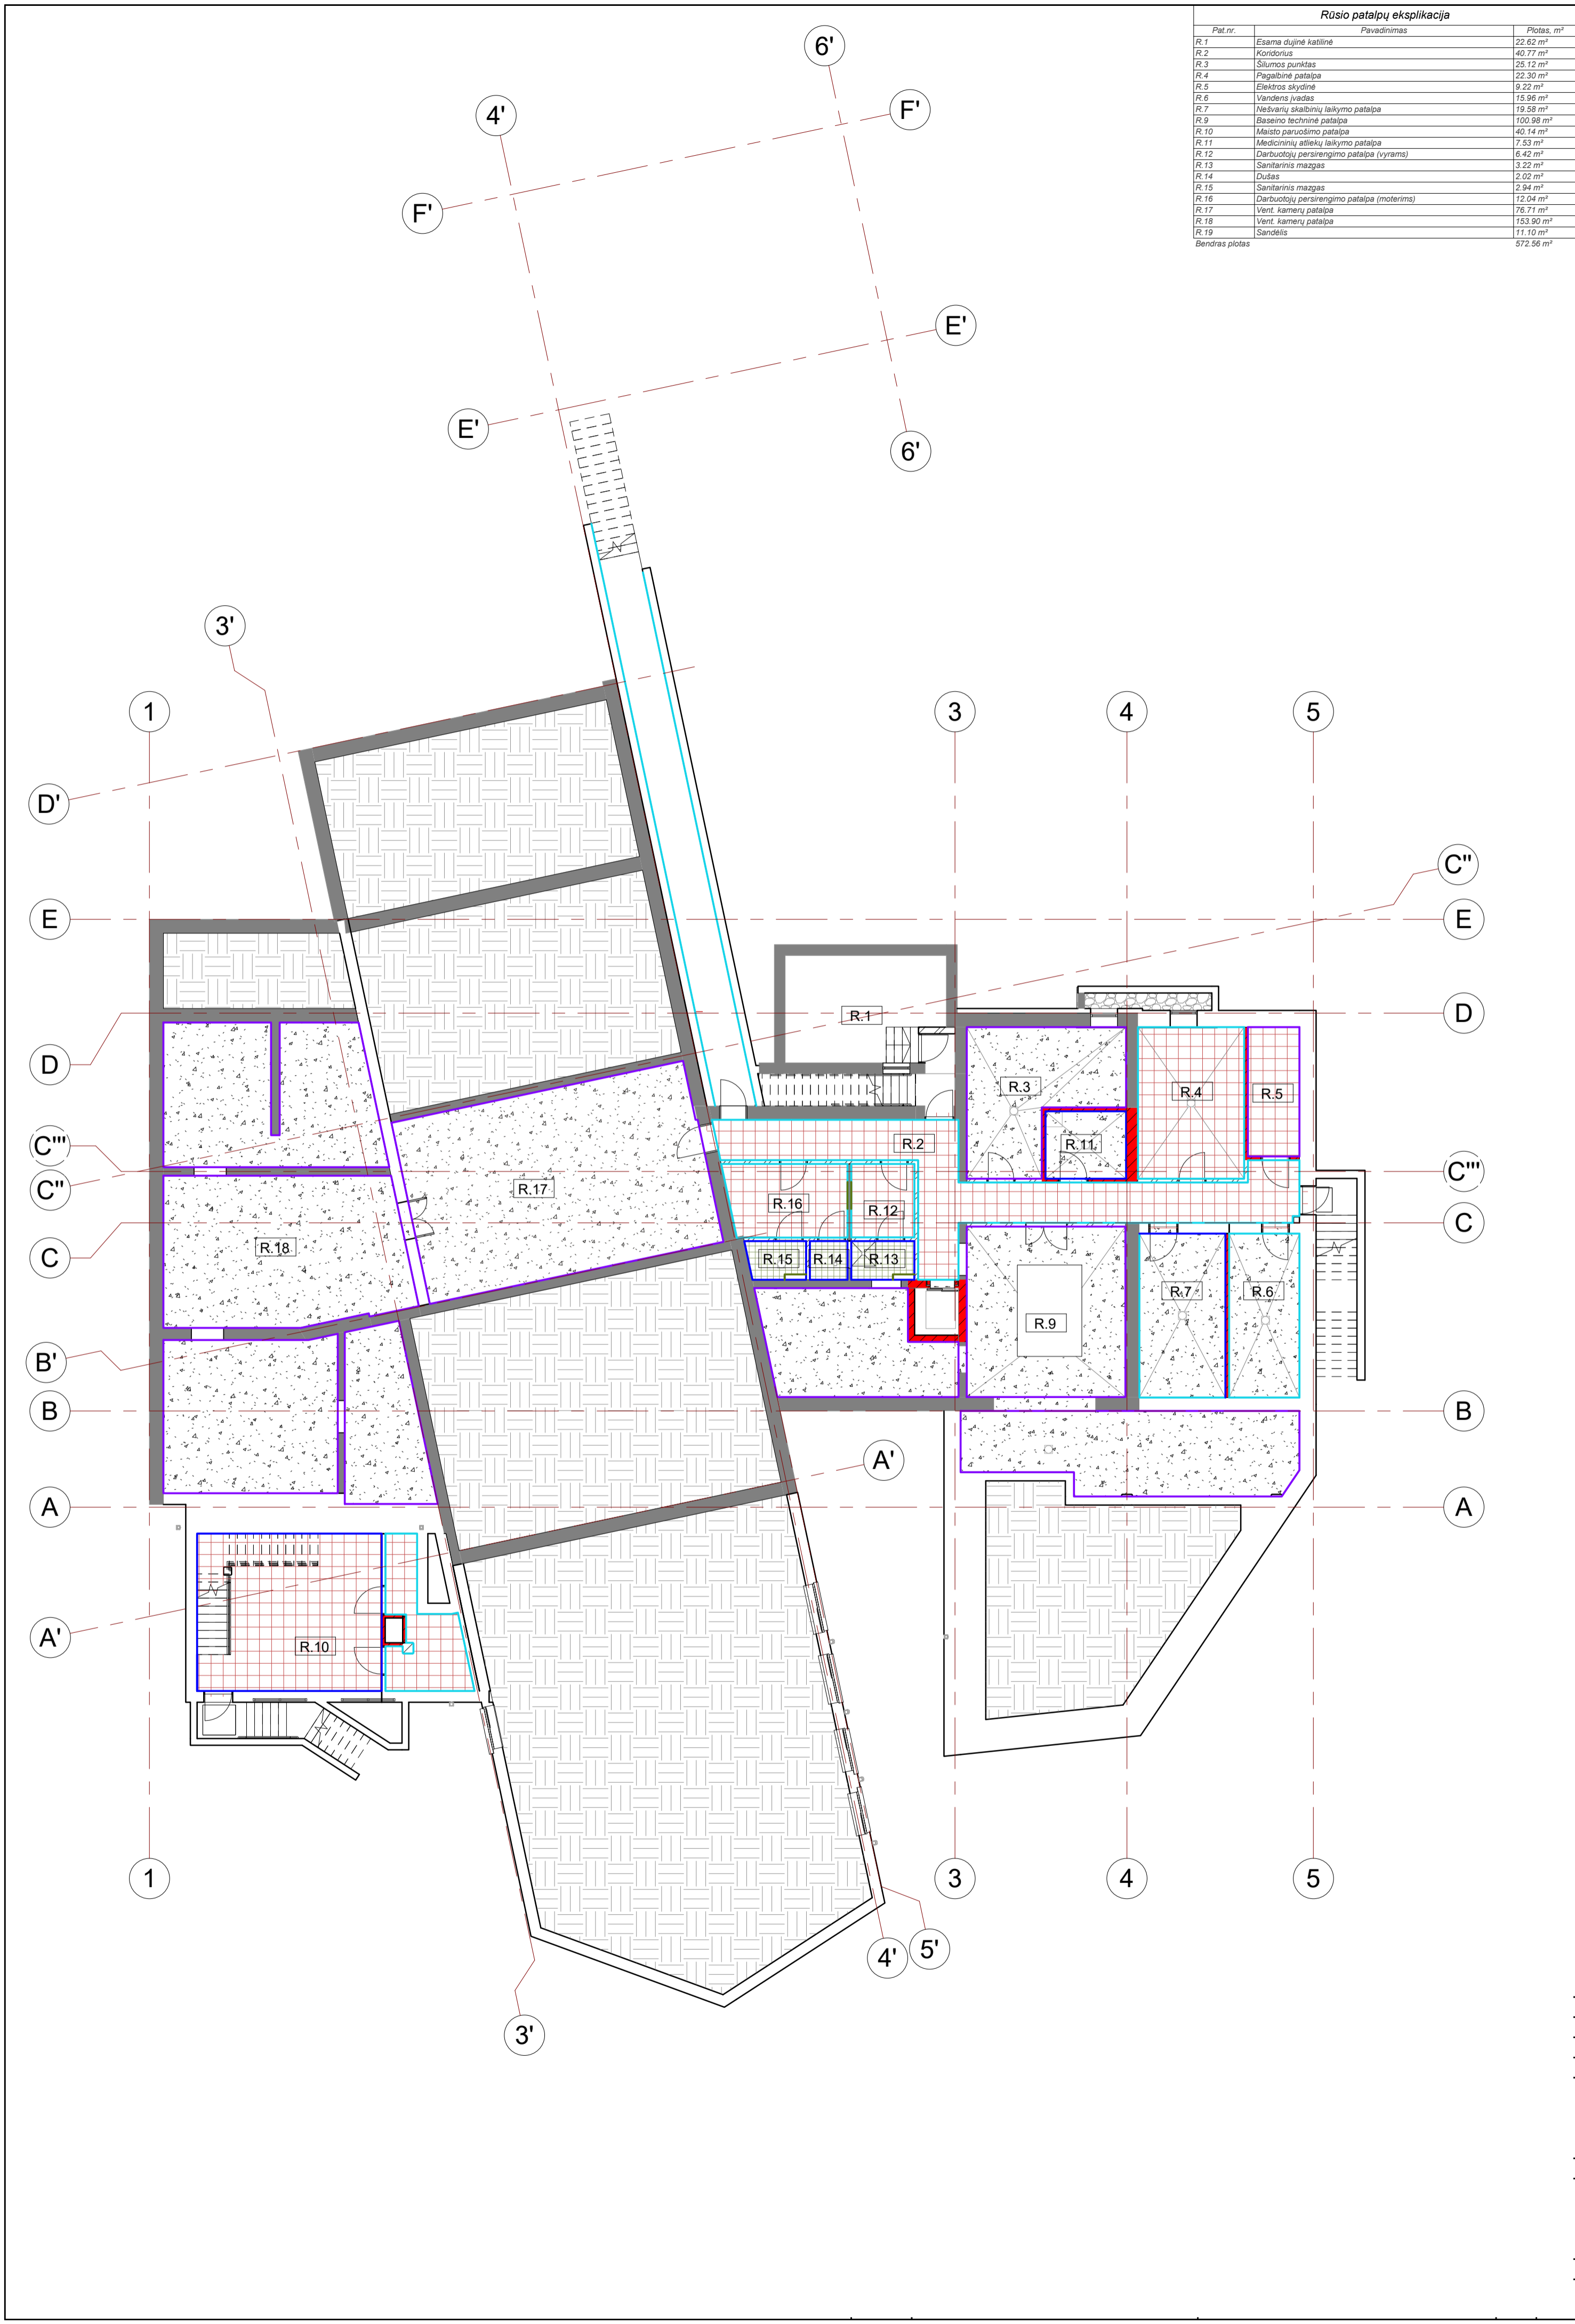 Rūsio patalpų eksplikacija
Pat.nr. Pavadinimas Plotas, m²
R.1 Esama dujinė katilinė 22.62 m²
R.2 Koridorius 40.77 m²
R.3 Šilumos punktas 25.12 m²
R.4 Pagalbinė patalpa 22.30 m²
R.5 Elektros skydinė 9.22 m²
R.6 Vandens įvadas 15.96 m²
R.7 Nešvarių skalbinių laikymo patalpa 19.58 m²
R.9 Baseino techninė patalpa 100.98 m²
R.10 Maisto paruošimo patalpa 40.14 m²
R.11 Medicininių atliekų laikymo patalpa 7.53 m²
R.12 Darbuotojų persirengimo patalpa (vyrams) 6.42 m²
R.13 Sanitarinis mazgas 3.22 m²
R.14 Dušas 2.02 m²
R.15 Sanitarinis mazgas 2.94 m²
R.16 Darbuotojų persirengimo patalpa (moterims) 12.04 m²
R.17 Vent. kamerų patalpa 76.71 m²
R.18 Vent. kamerų patalpa 153.90 m²
R.19 Sandėlis 11.10 m²
Bendras plotas 572.56 m²
6'
4'
F'
F'
E'
E'
6'
3'
1
3
4
5
D'
C"
E
E
R.1
D
D
R.3
R.4
R.5
R.2
R.11
C'''
C'''
C"
R.17
R.16
R.12
C
R.18
C
R.15
R.14
R.13
R.7
R.6
R.9
B'
B
B
A'
A
A
A'
R.10
1
3
4
5
5'
4'
3'